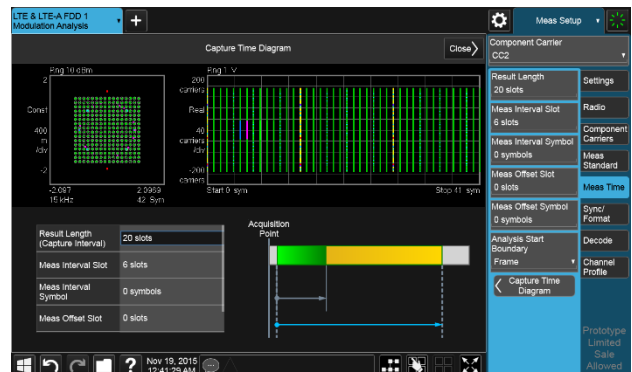 LTE & LTE-A FDD 1
Modulation Analysis
+
Meas Setup
Capture Time Diagram
Close
Component Carrier
CC2
Rng 10 dBm
2
Const
400
m
/div
-2
-2.097
2.0969
15 kHz
42 Sym
Rng 1 V
200
carriers
Real
40
carriers
/div
-200
carriers
Start 0 sym
Stop 41 sym
Result Length
20 slots
Meas Interval Slot
6 slots
Meas Interval Symbol
0 symbols
Meas Offset Slot
0 slots
Meas Offset Symbol
0 symbols
Analysis Start
Boundary
Frame
Capture Time
Diagram
Settings
Radio
Component
Carriers
Meas
Standard
Meas Time
Sync/
Format
Decode
Channel
Profile
Result Length
(Capture Interval)
20 slots
Meas Interval Slot
6 slots
Meas Interval
Symbol
0 symbols
Meas Offset Slot
0 slots
Acquisition
Point
Prototype
Limited
Sale
Allowed
?
Nov 19, 2015
12:41:29 AM